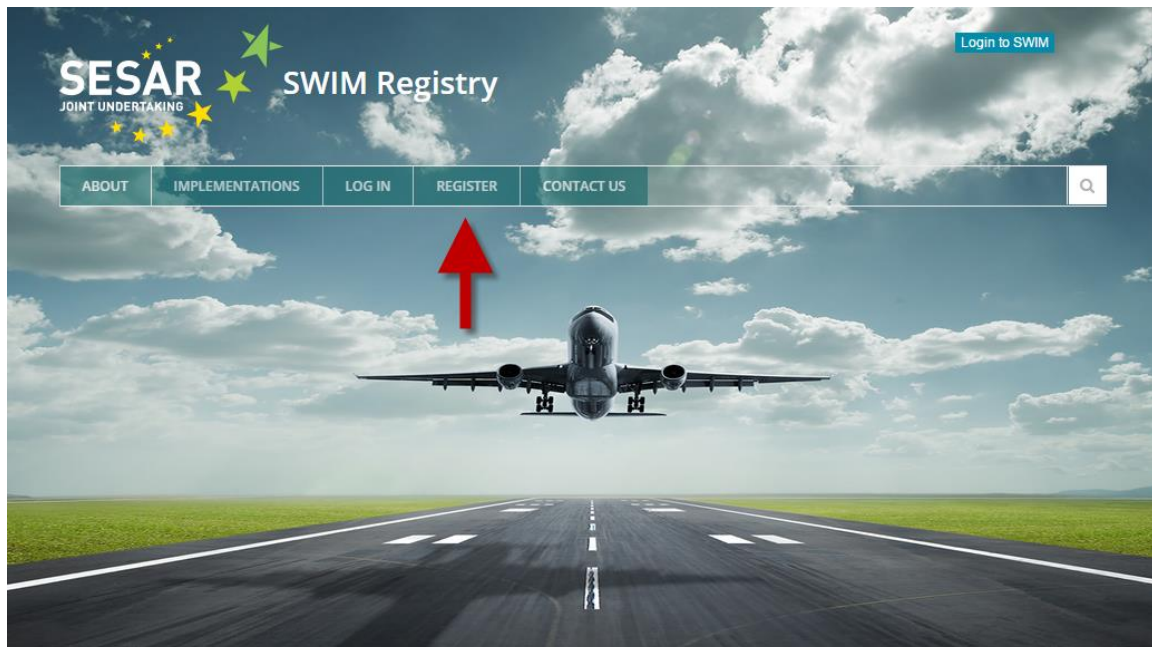 SESAR
JOINT UNDERTAKING
SWIM Registry
Login to SWIM
ABOUT IMPLEMENTATIONS LOG IN REGISTER CONTACT US